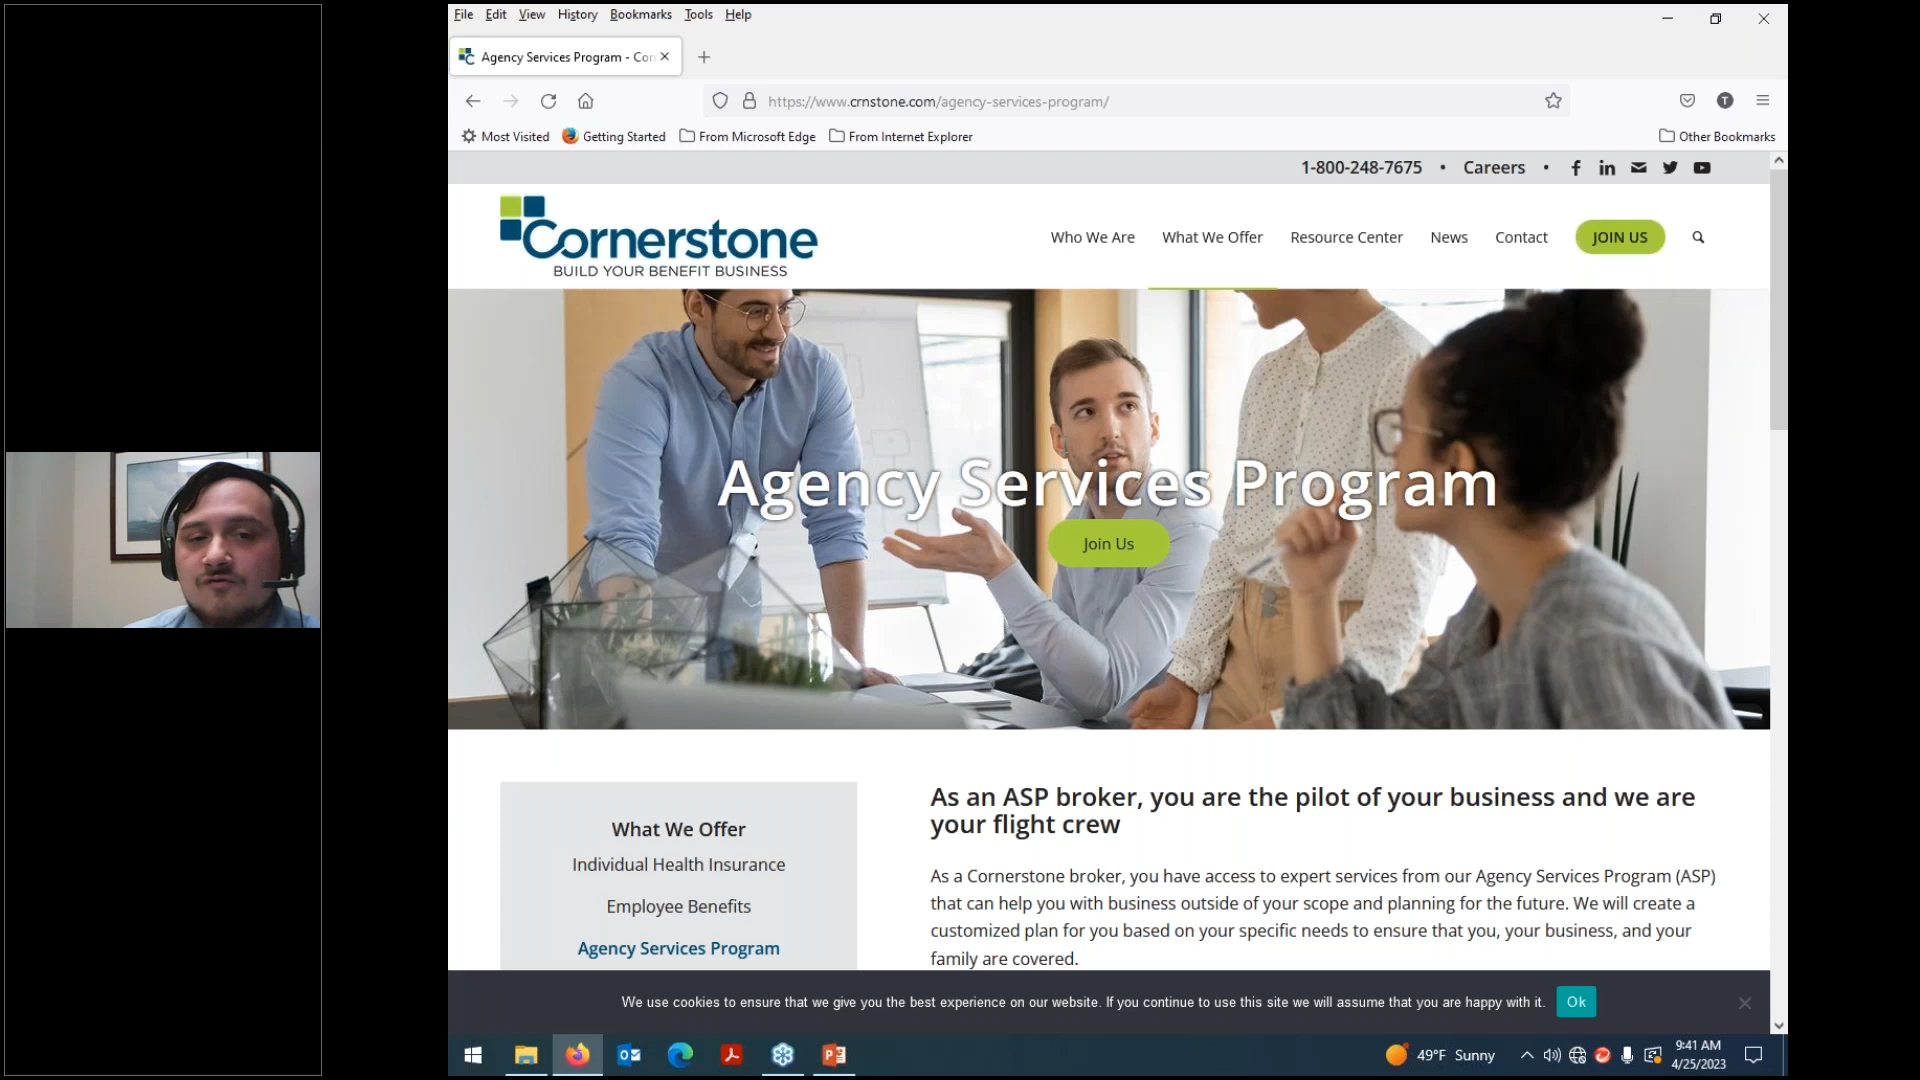 File Edit View History Bookmarks Tools Help
Agency Services Program - Cor
https://www.crnstone.com/agency-services-program/
T
Most Visited Getting Started From Microsoft Edge From Internet Explorer Other Bookmarks
1-800-248-7675 • Careers •
Cornerstone
BUILD YOUR BENEFIT BUSINESS
Who We Are What We Offer Resource Center News Contact JOIN US
Agency Services Program
Join Us
What We Offer
Individual Health Insurance
Employee Benefits
Agency Services Program
As an ASP broker, you are the pilot of your business and we are
your flight crew
As a Cornerstone broker, you have access to expert services from our Agency Services Program (ASP)
that can help you with business outside of your scope and planning for the future. We will create a
customized plan for you based on your specific needs to ensure that you, your business, and your
family are covered.
We use cookies to ensure that we give you the best experience on our website. If you continue to use this site we will assume that you are happy with it. Ok
49°F Sunny
9:41 AM
4/25/2023